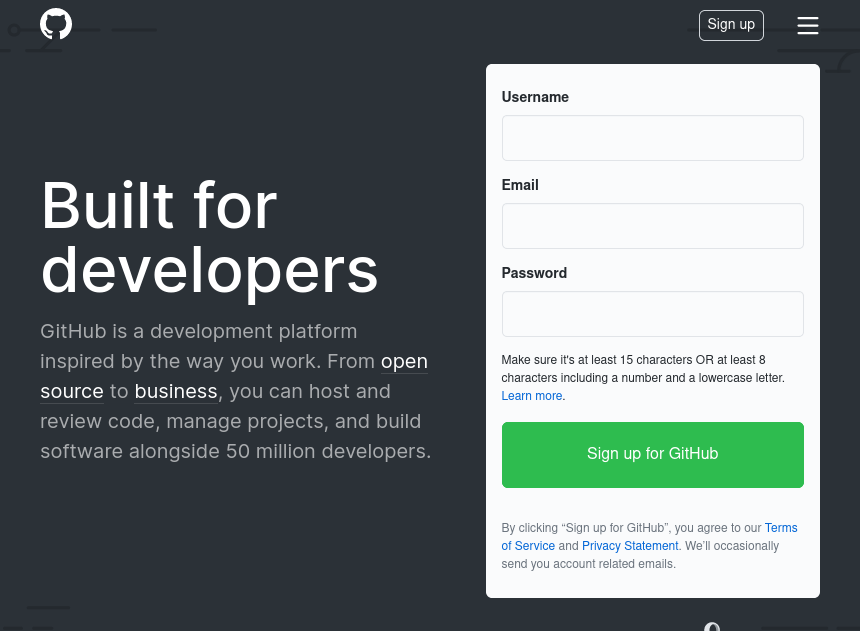 Sign up
Built for
developers
GitHub is a development platform
inspired by the way you work. From open
source to business, you can host and
review code, manage projects, and build
software alongside 50 million developers.
Username
Email
Password
Make sure it's at least 15 characters OR at least 8
characters including a number and a lowercase letter.
Learn more.
Sign up for GitHub
By clicking “Sign up for GitHub”, you agree to our Terms
of Service and Privacy Statement. We’ll occasionally
send you account related emails.